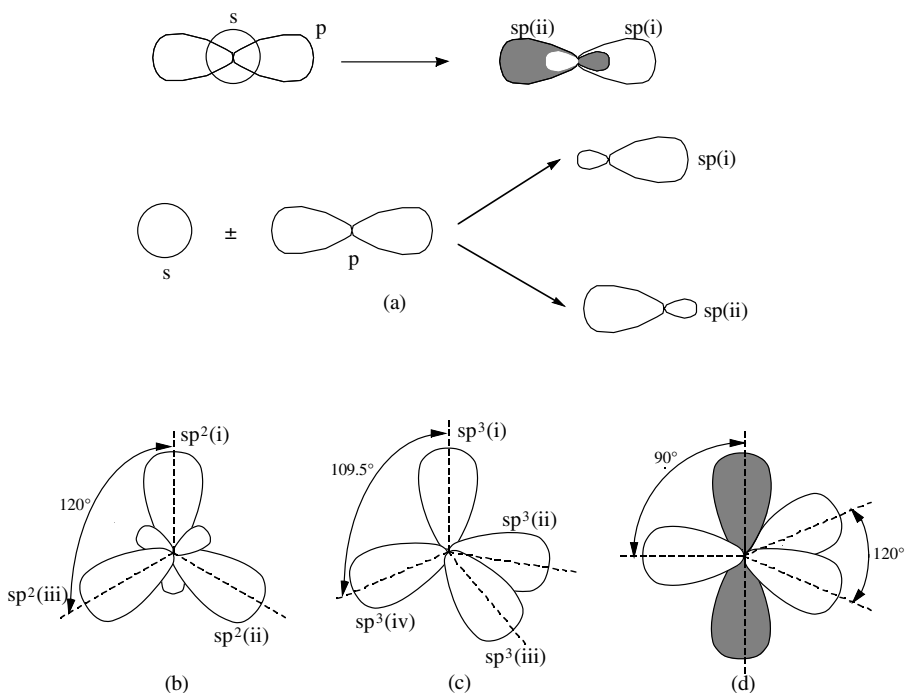 s
p
sp(ii)
sp(i)
sp(i)
s
±
p
(a)
sp(ii)
sp²(i)
120°
sp²(iii)
sp²(ii)
(b)
sp³(i)
109.5°
sp³(ii)
sp³(iv)
sp³(iii)
(c)
90°
120°
(d)